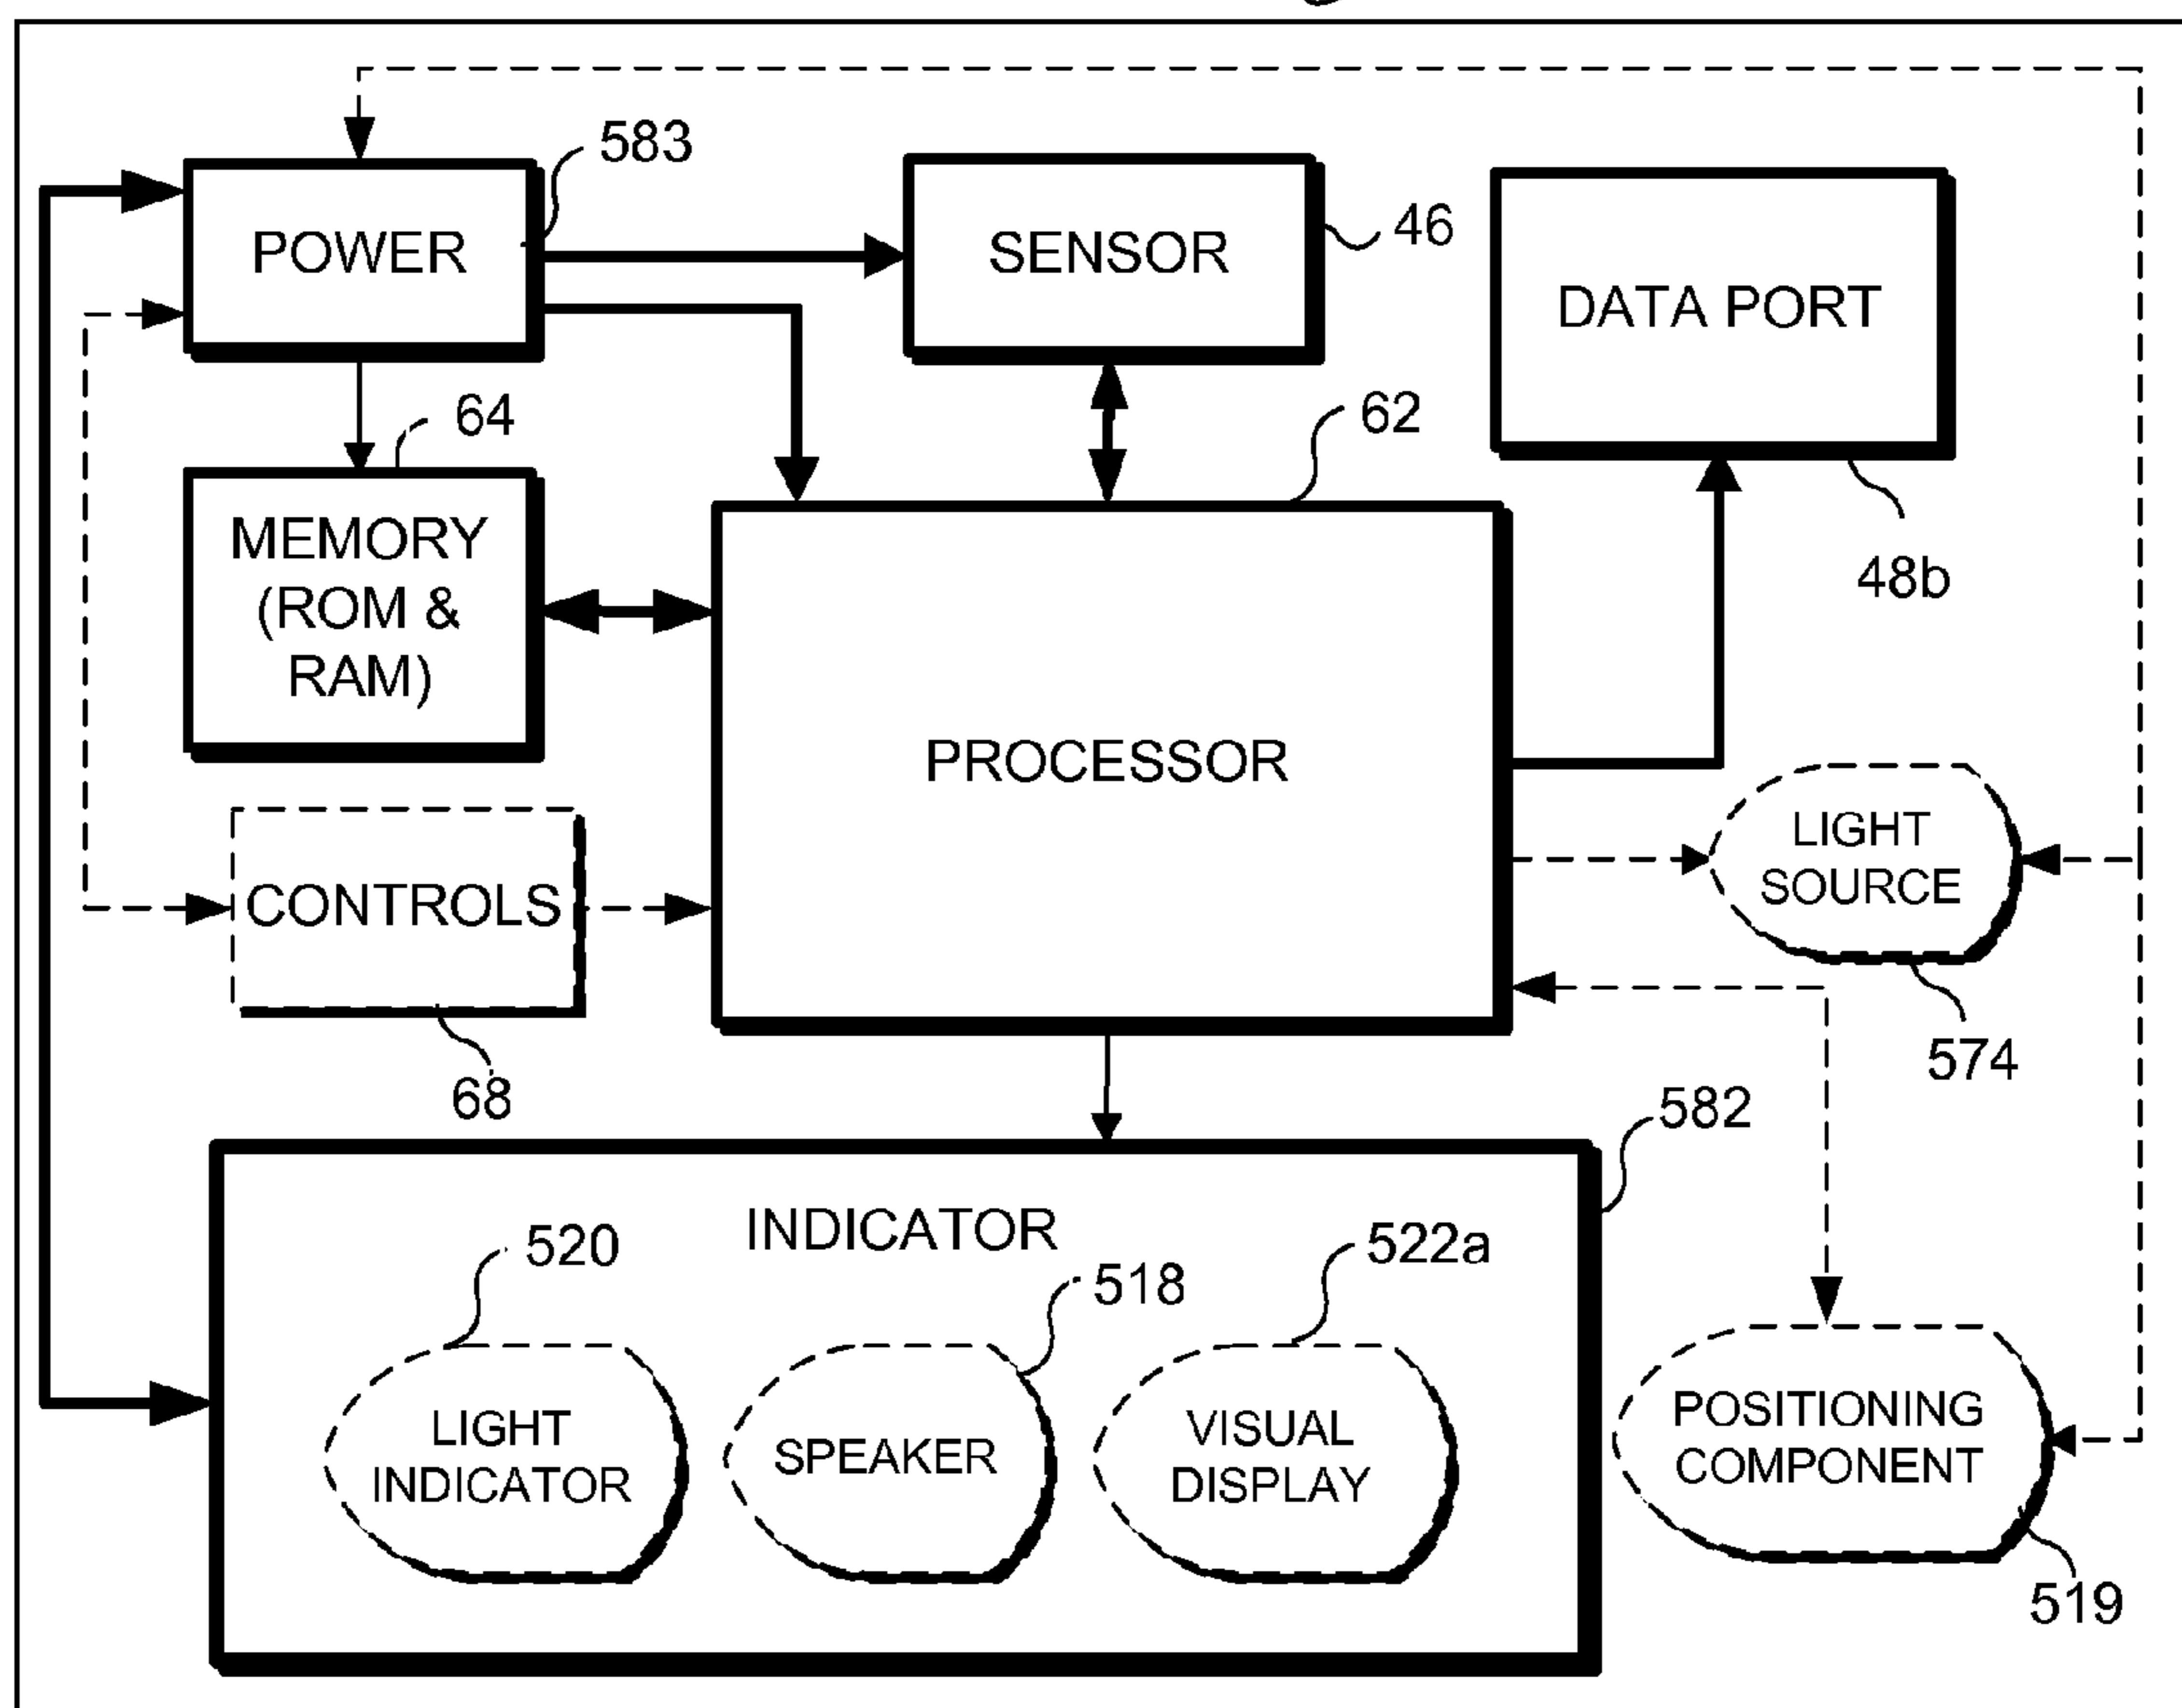 583
POWER
SENSOR
46
DATA PORT
64
62
MEMORY
(ROM &
RAM)
48b
PROCESSOR
LIGHT
SOURCE
CONTROLS
574
68
582
INDICATOR
520
518
522a
LIGHT
INDICATOR
SPEAKER
VISUAL
DISPLAY
POSITIONING
COMPONENT
519